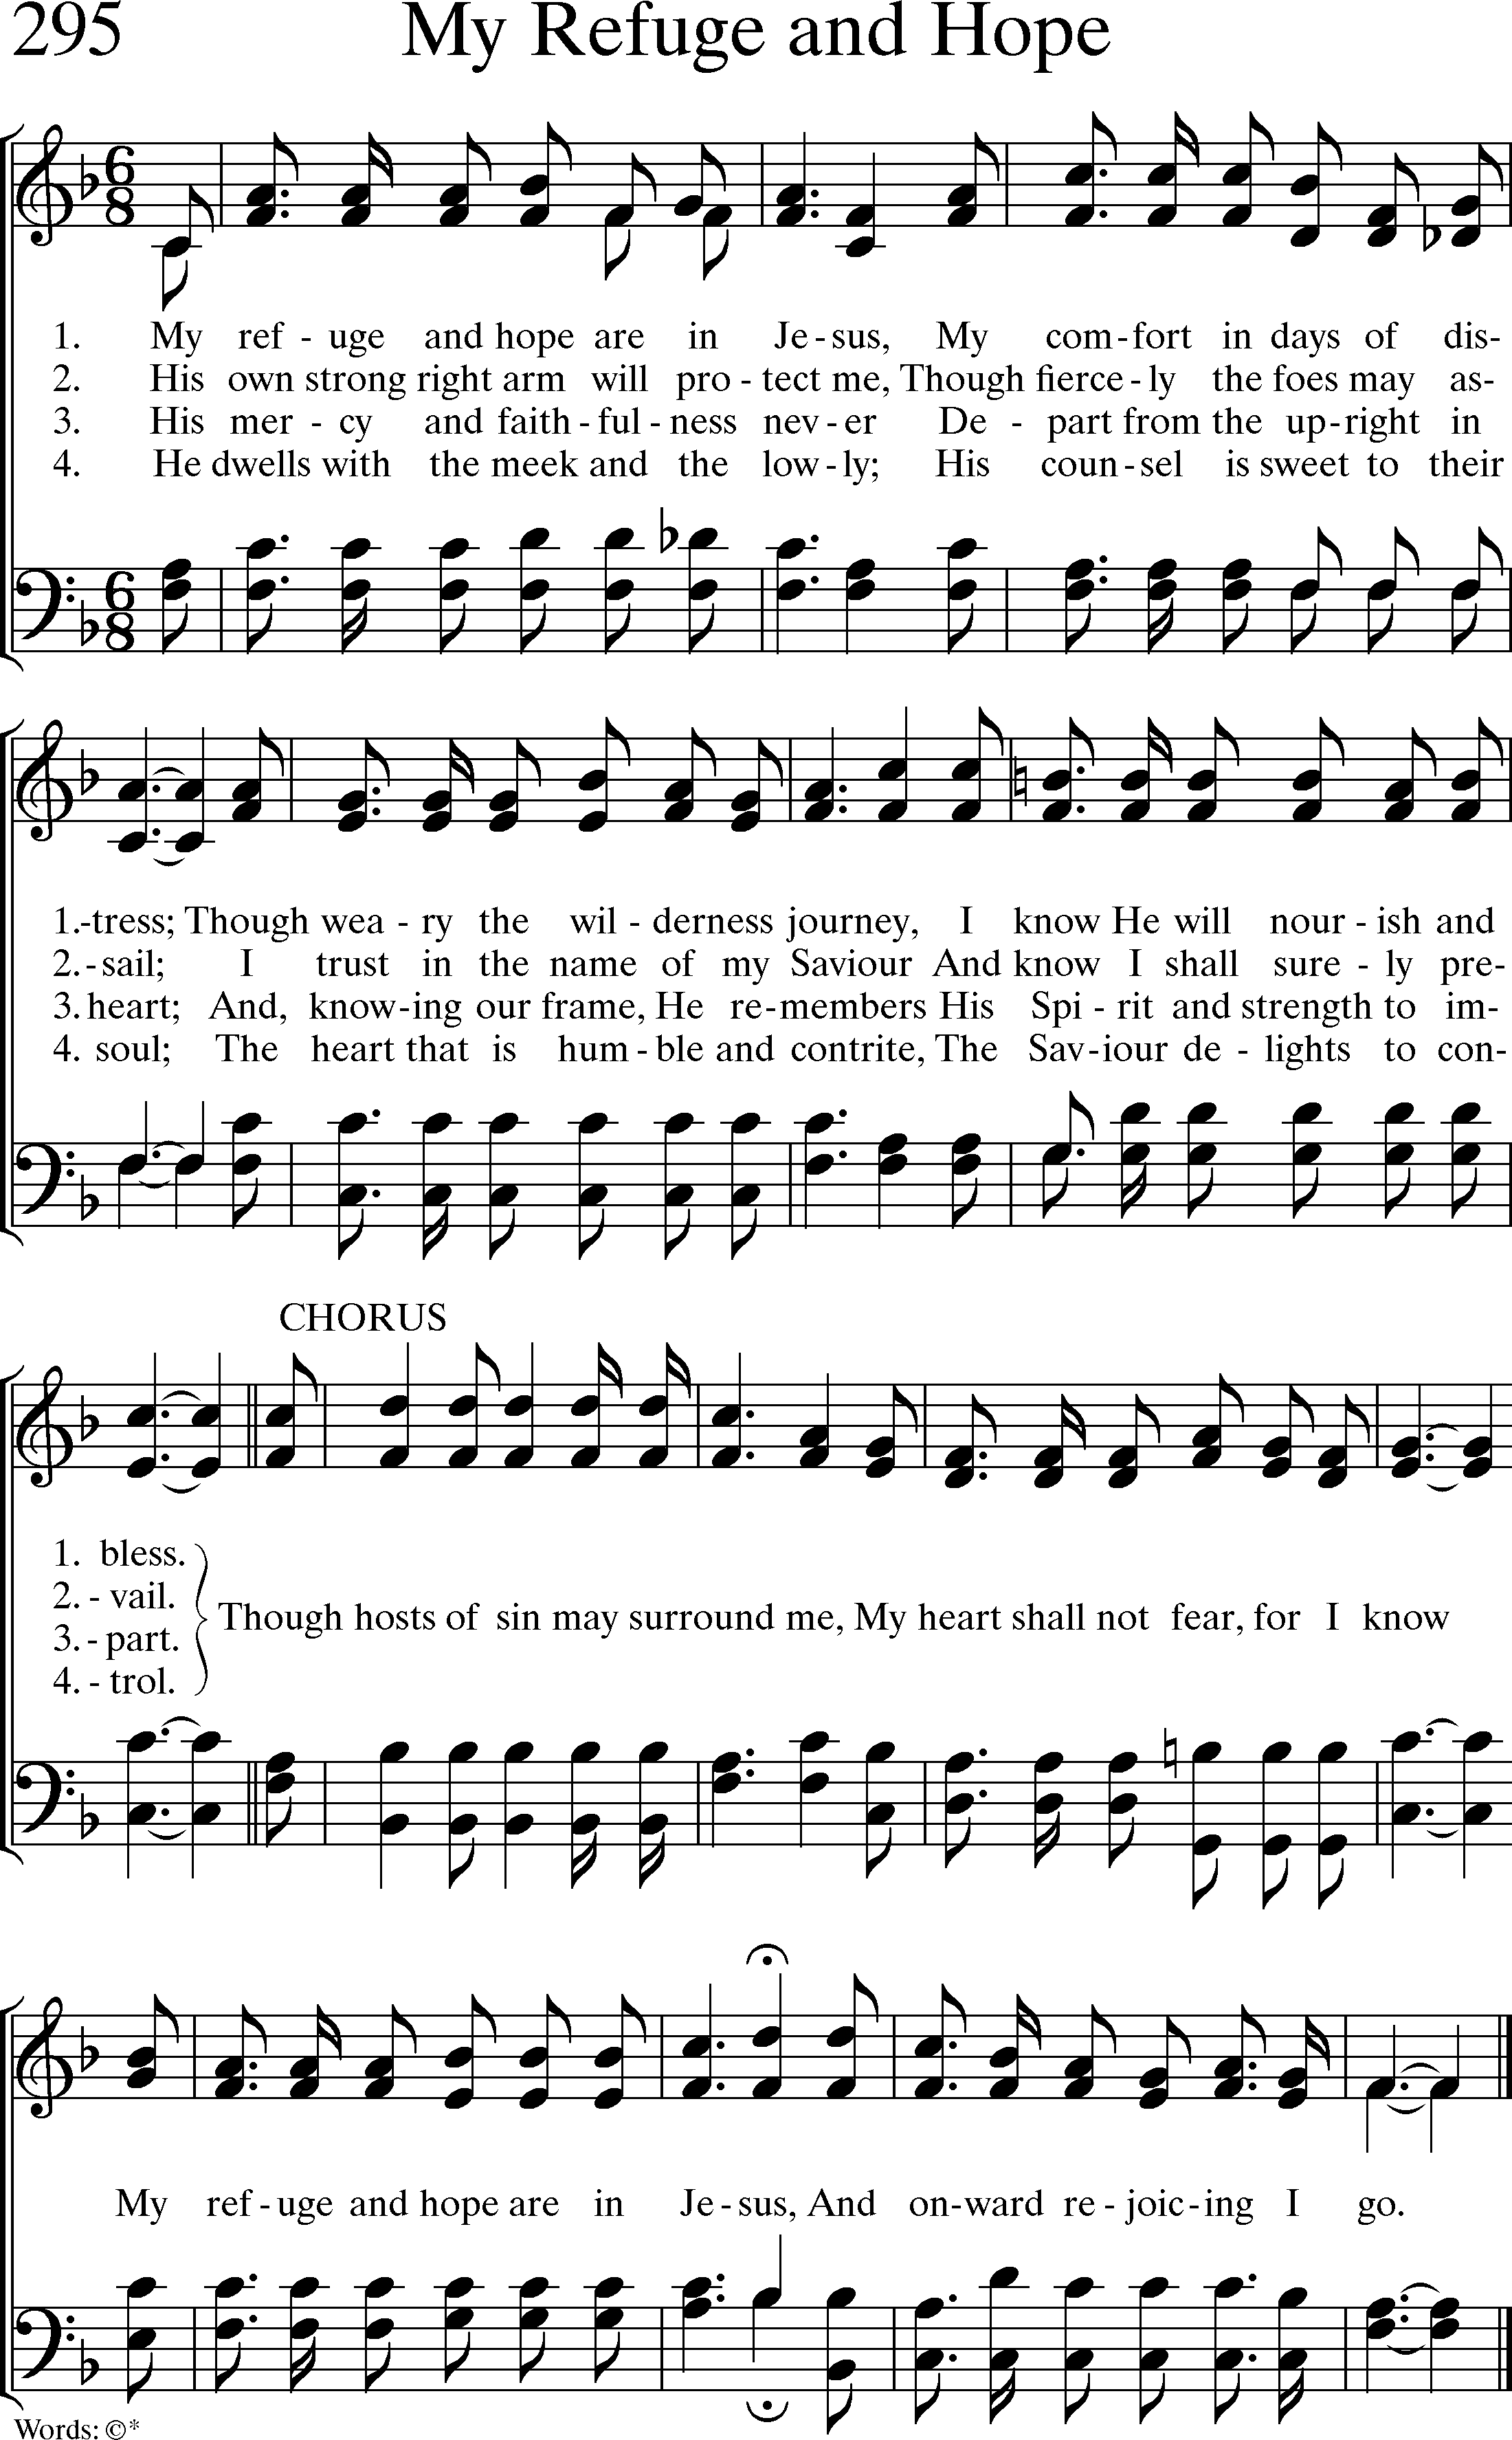 295 My Refuge and Hope
1. My ref - uge and hope are in Je - sus, My com - fort in days of dis-
2. His own strong right arm will pro - tect me, Though fierce - ly the foes may as-
3. His mer - cy and faith - ful - ness nev - er De - part from the up - right in
4. He dwells with the meek and the low - ly; His coun - sel is sweet to their
1.-tress; Though wea - ry the wil - derness journey, I know He will nour - ish and
2.-sail; I trust in the name of my Saviour And know I shall sure - ly pre-
3. heart; And, know - ing our frame, He re - members His Spi - rit and strength to im-
4. soul; The heart that is hum - ble and contrite, The Sav - iour de - lights to con-
CHORUS
1. bless.
2. - vail.
3. - part.
4. - trol.
Though hosts of sin may surround me, My heart shall not fear, for I know
My ref - uge and hope are in Je - sus, And on - ward re - joic - ing I go.
Words: ©*